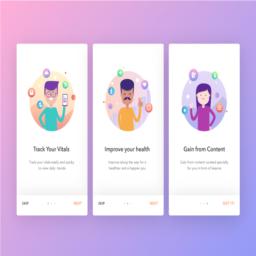 Track Your Vitals
Track your vitals easily and quickly
to view daily trends
SKIP
NEXT
Improve your health
Improve along the way for a
healthier and a happier you
SKIP
NEXT
Gain from Content
Gain from content curated specially
for you in form of
SKIP
GOT IT!